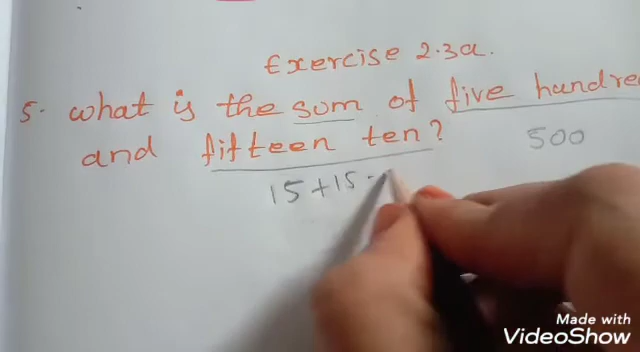 Exercise 2.3a.
5. what is the sum of five hundre
and fifteen ten?
500
15+15
Made with
VideoShow